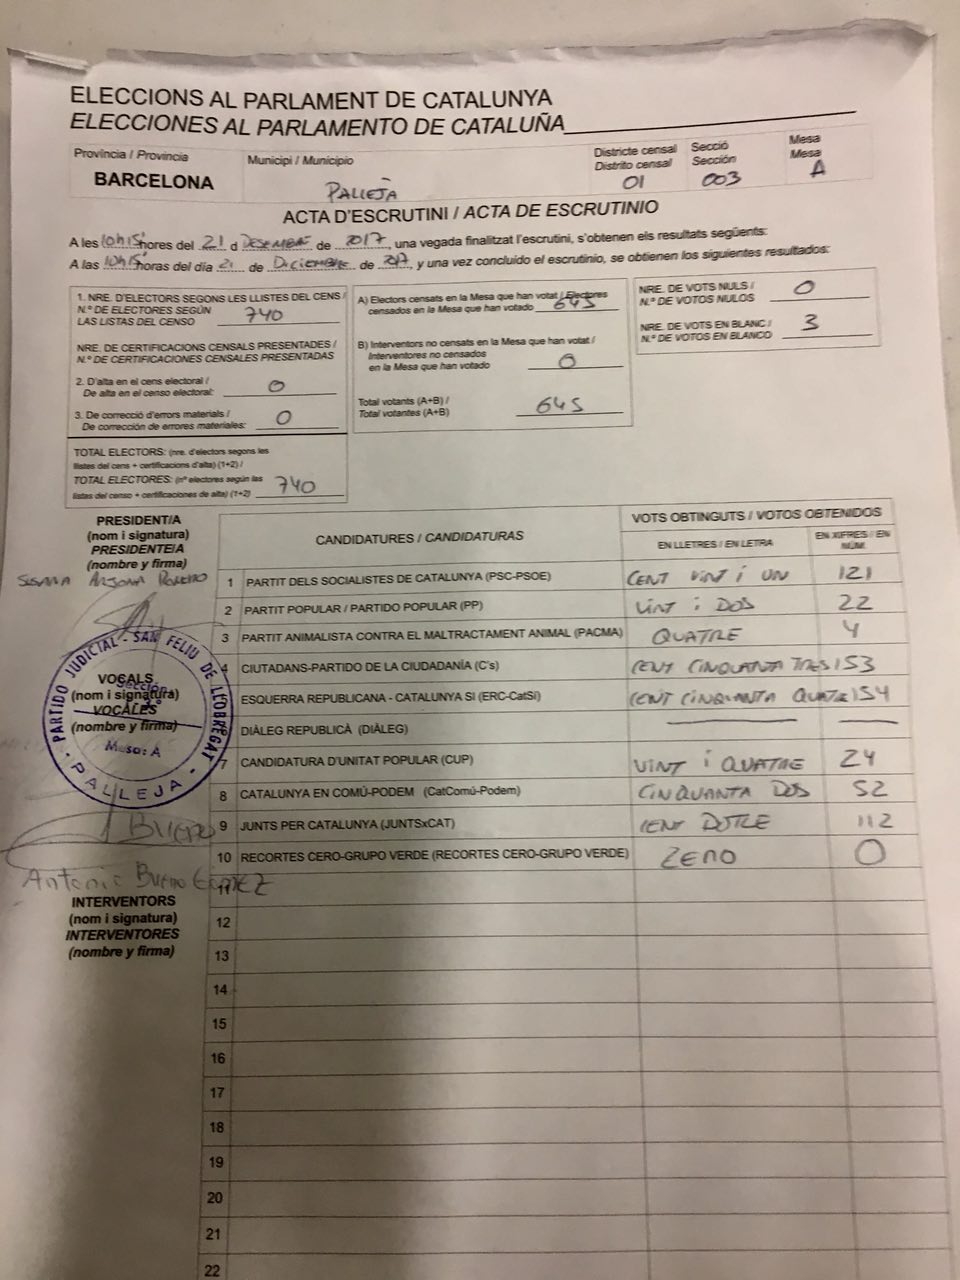 ELECCIONS AL PARLAMENT DE CATALUNYA
ELECCIONES AL PARLAMENTO DE CATALUÑA
Província / Provincia
BARCELONA
Municipi / Municipio
PALLEJÀ
Districte censal
Distrito censal
01
Secció
Sección
003
Mesa
Mesa
A
ACTA D'ESCRUTINI / ACTA DE ESCRUTINIO
A les 10h15' hores del 21 d DESEMBRE de 2017, una vegada finalitzat l'escrutini, s'obtenen els resultats següents:
A las 10h15' horas del día 21 de DICIEMBRE de 2017, y una vez concluido el escrutinio, se obtienen los siguientes resultados:
1. NRE. D'ELECTORS SEGONS LES LLISTES DEL CENS /
N.º DE ELECTORES SEGÚN
LAS LISTAS DEL CENSO 740
NRE. DE CERTIFICACIONS CENSALS PRESENTADES /
N.º DE CERTIFICACIONES CENSALES PRESENTADAS
2. D'alta en el cens electoral /
De alta en el censo electoral: 0
3. De correcció d'errors materials /
De corrección de errores materiales: 0
TOTAL ELECTORS: (nre. d'electors segons les
llistes del cens + certificacions d'alta) (1+2) /
TOTAL ELECTORES: (nº electores según las
listas del censo + certificaciones de alta) (1+2) 740
A) Electors censats en la Mesa que han votat / Electores
censados en la Mesa que han votado 645
B) Interventors no censats en la Mesa que han votat /
Interventores no censados
en la Mesa que han votado 0
Total votants (A+B) /
Total votantes (A+B) 645
NRE. DE VOTS NULS /
N.º DE VOTOS NULOS 0
NRE. DE VOTS EN BLANC /
N.º DE VOTOS EN BLANCO 3
PRESIDENT/A
(nom i signatura)
PRESIDENTE/A
(nombre y firma)
SUSANA ARJONA
PARTIDO JUDICIAL - SAN FELIU DE LLOBREGAT
· PALLEJA ·
Sección
Mesa: A
VOCALS
(nom i signatura)
VOCALES
(nombre y firma)
BUENO
Antonio Bueno
INTERVENTORS
(nom i signatura)
INTERVENTORES
(nombre y firma)
CANDIDATURES / CANDIDATURAS
VOTS OBTINGUTS / VOTOS OBTENIDOS
EN LLETRES / EN LETRA
EN XIFRES / EN
NÚM.
1 PARTIT DELS SOCIALISTES DE CATALUNYA (PSC-PSOE) CENT VINT I UN 121
2 PARTIT POPULAR / PARTIDO POPULAR (PP) VINT i DOS 22
3 PARTIT ANIMALISTA CONTRA EL MALTRACTAMENT ANIMAL (PACMA) QUATRE 4
4 CIUTADANS-PARTIDO DE LA CIUDADANÍA (C's) CENT CINQUANTA TRES 153
ESQUERRA REPUBLICANA - CATALUNYA SI (ERC-CatSí) CENT CINQUANTA QUATRE 154
DIÀLEG REPUBLICÀ (DIÀLEG)
7 CANDIDATURA D'UNITAT POPULAR (CUP) VINT i QUATRE 24
8 CATALUNYA EN COMÚ-PODEM (CatComú-Podem) CINQUANTA DOS 52
9 JUNTS PER CATALUNYA (JUNTSxCAT) CENT DOTCE 112
10 RECORTES CERO-GRUPO VERDE (RECORTES CERO-GRUPO VERDE) ZERO 0
11
12
13
14
15
16
17
18
19
20
21
22